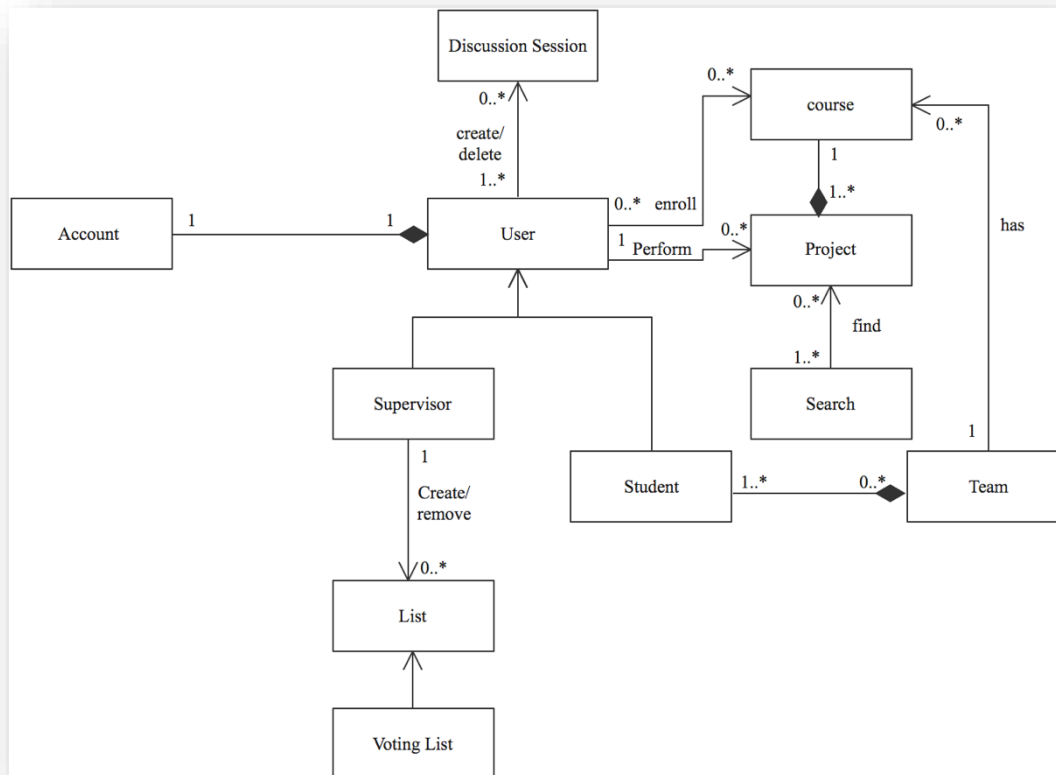 Discussion Session
0..*
create/
delete
1..*
0..*
course
0..*
Account
1
1
User
0..* enroll
1 Perform
0..*
1
1..*
Project
has
0..*
find
1..*
Supervisor
Search
1
Create/
remove
Student
1..*
0..*
1
Team
0..*
List
Voting List